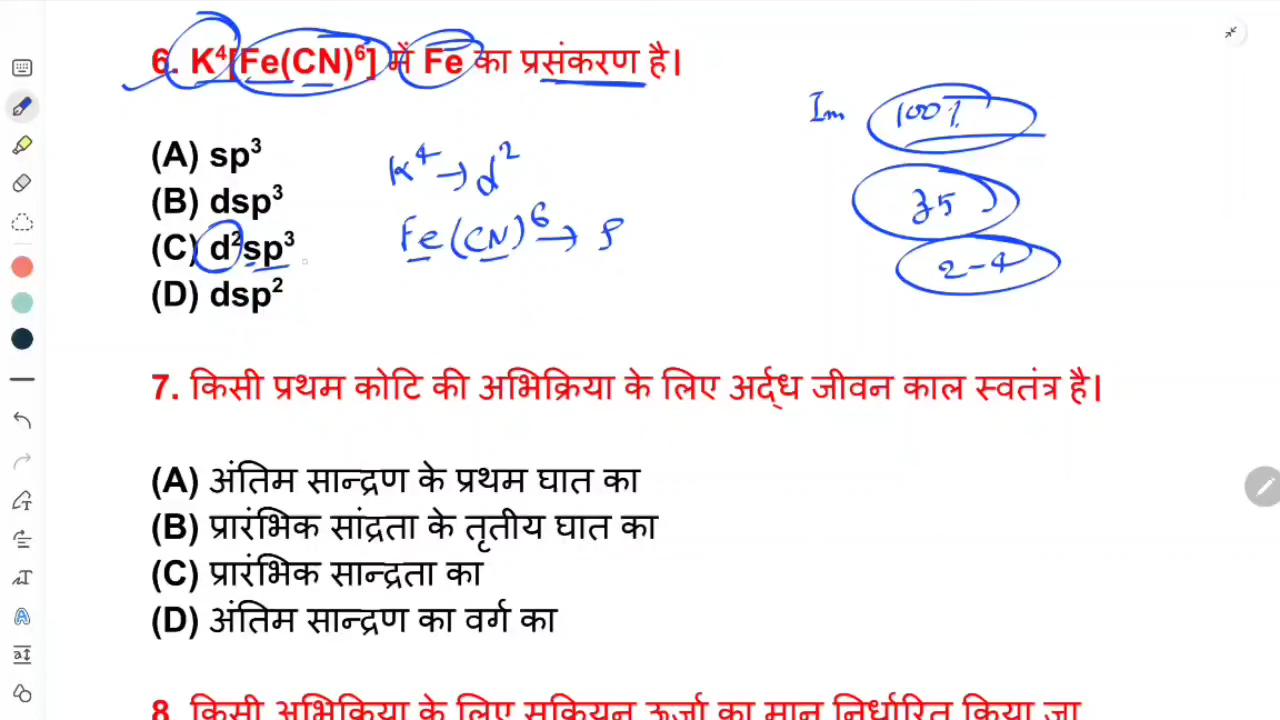 6. K⁴[Fe(CN)⁶] में Fe का प्रसंकरण है।
Im 100%
(A) sp³
K⁴→d²
(B) dsp³
35
Fe(CN)⁶→
(C) d²sp³
2-4
(D) dsp²
7. किसी प्रथम कोटि की अभिक्रिया के लिए अर्द्ध जीवन काल स्वतंत्र है।
(A) अंतिम सान्द्रण के प्रथम घात का
(B) प्रारंभिक सांद्रता के तृतीय घात का
(C) प्रारंभिक सान्द्रता का
(D) अंतिम सान्द्रण का वर्ग का
8. किसी अभिक्रिया के लिए सक्रियन ऊर्जा का मान निर्धारित किया जा